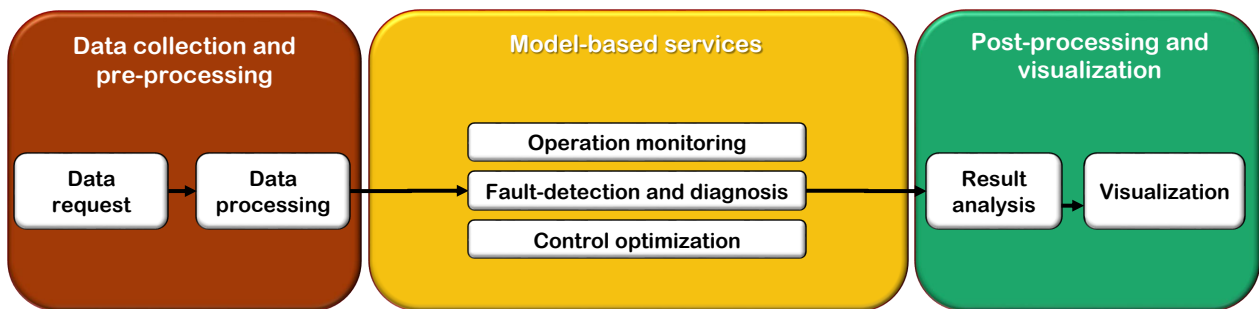 Data collection and
pre-processing
Data
request
Data
processing
Model-based services
Operation monitoring
Fault-detection and diagnosis
Control optimization
Post-processing and
visualization
Result
analysis
Visualization